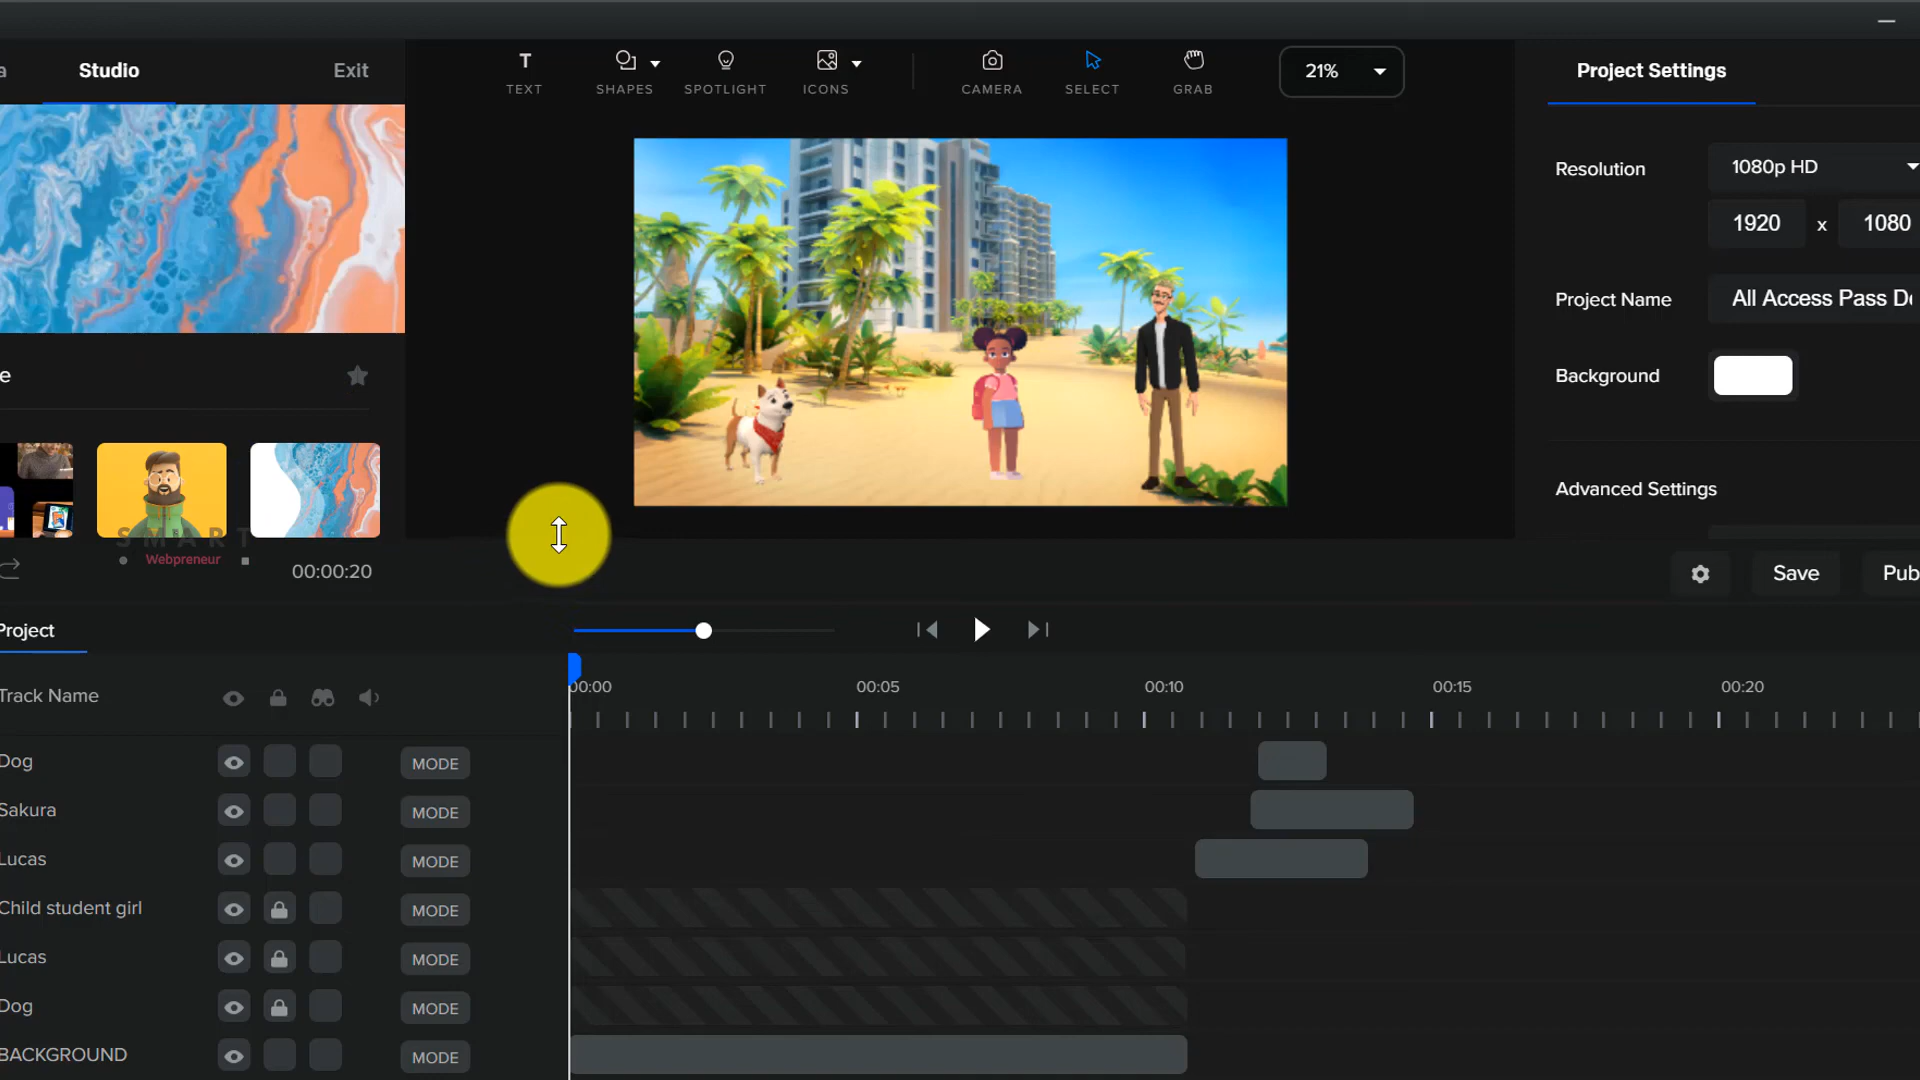 a
Studio
Exit
TEXT
SHAPES
SPOTLIGHT
ICONS
CAMERA
SELECT
GRAB
21%
Project Settings
Resolution
1080p HD
1920 x 1080
Project Name
All Access Pass De
Background
Advanced Settings
e
SMART
Webpreneur
00:00:20
Save
Pub
Project
00:00
00:05
00:10
00:15
00:20
Track Name
Dog
MODE
Sakura
MODE
Lucas
MODE
Child student girl
MODE
Lucas
MODE
Dog
MODE
BACKGROUND
MODE